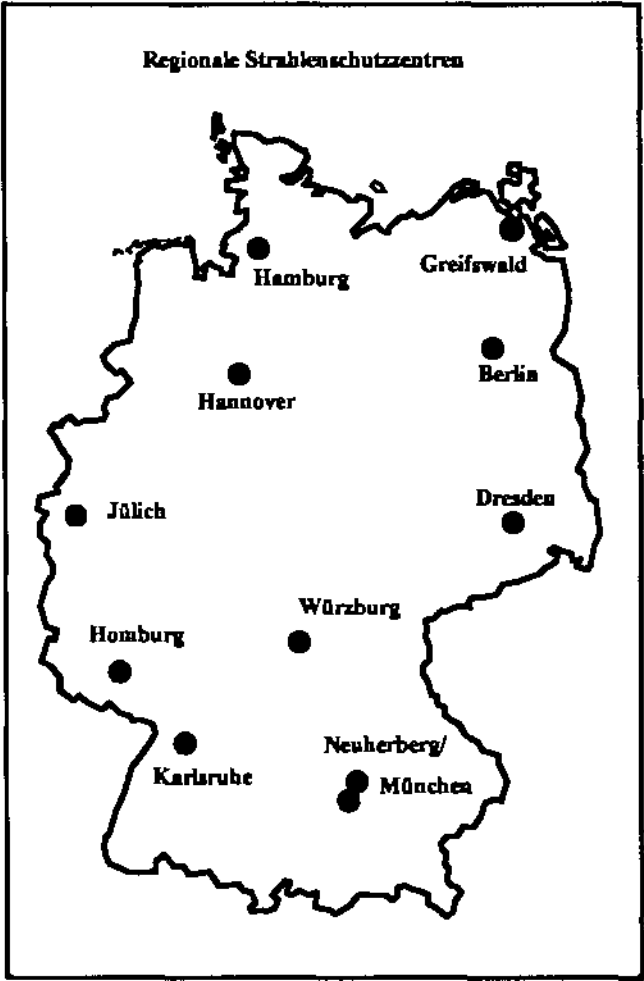 Regionale Strahlenschutzzentren
Hamburg
Greifswald
Berlin
Hannover
Dresden
Jülich
Würzburg
Homburg
Neuherberg/
Karlsruhe
München